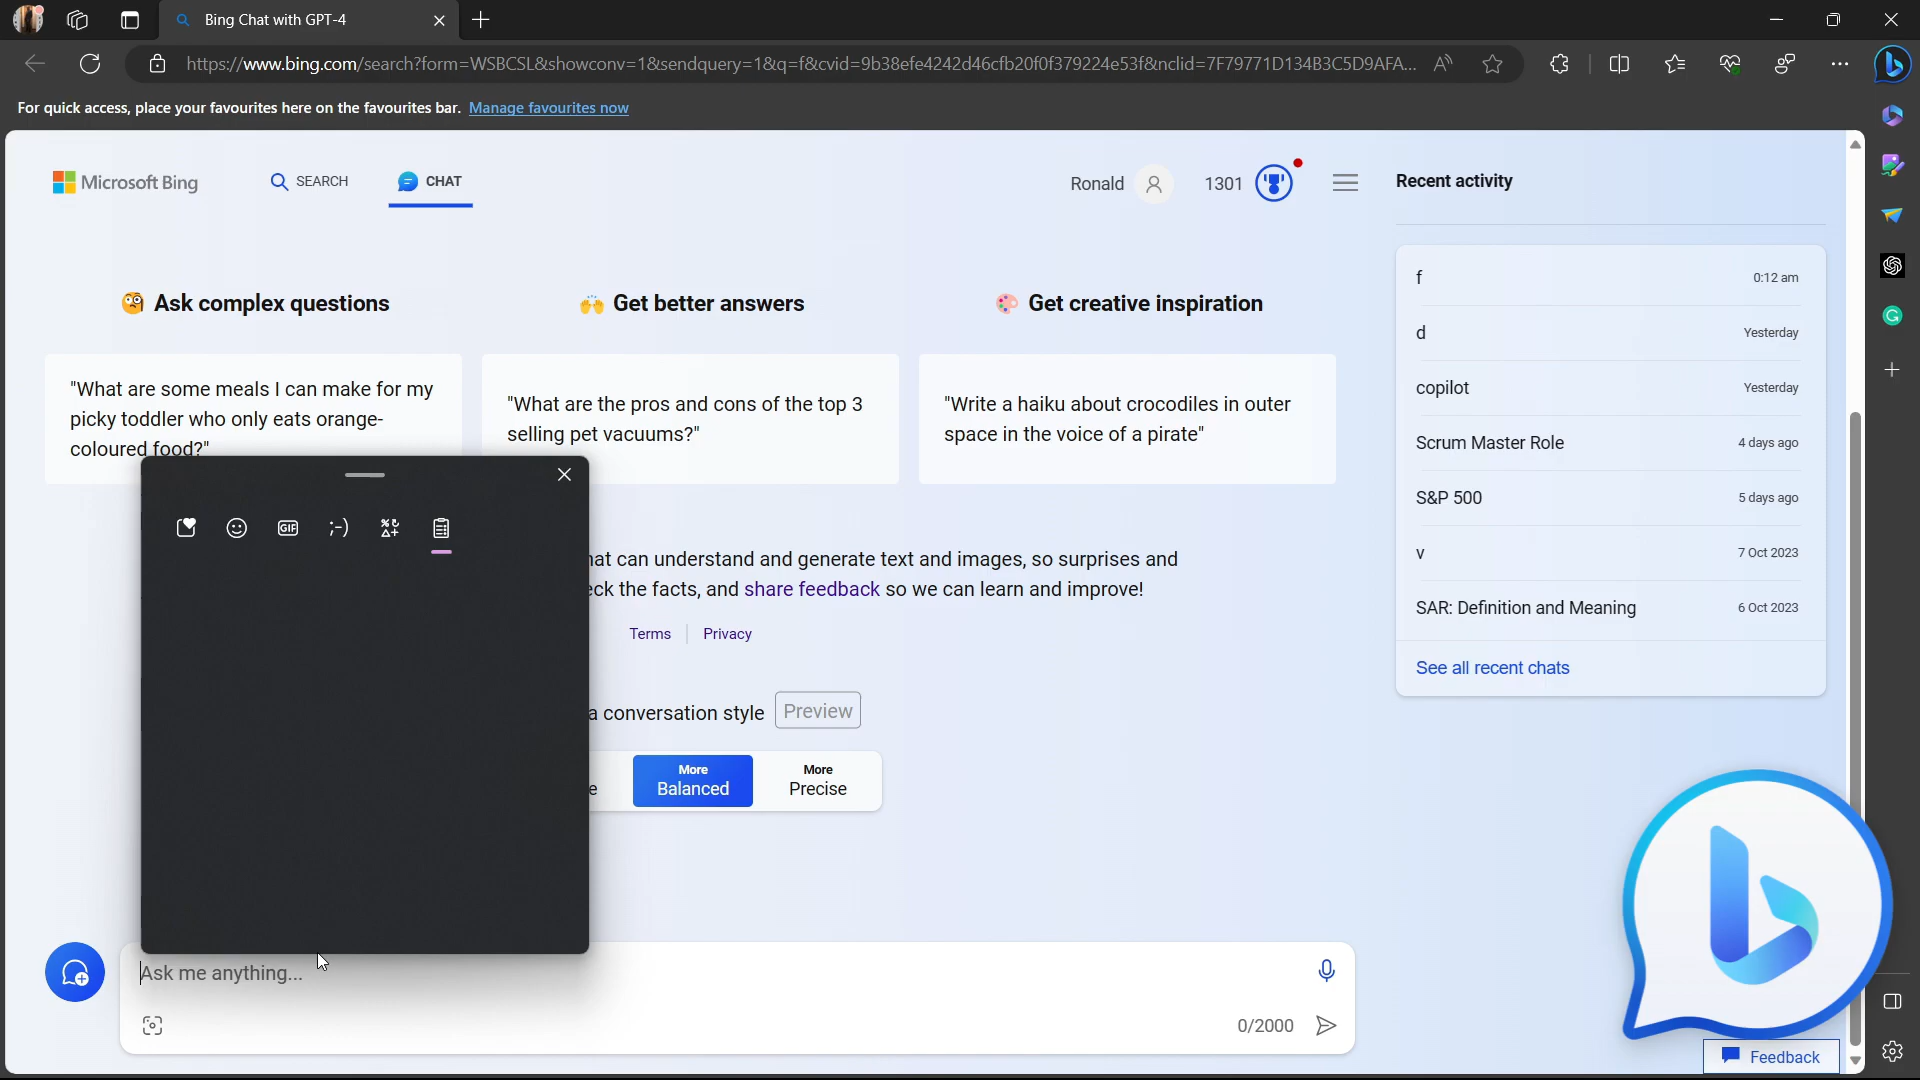 Bing Chat with GPT-4
https://www.bing.com/search?form=WSBCSL&showconv=1&sendquery=1&q=f&cvid=9b38efe4242d46cfb20f0f379224e53f&nclid=7F79771D134B3C5D9AFA...
For quick access, place your favourites here on the favourites bar. Manage favourites now
Microsoft Bing
SEARCH
CHAT
Ronald
1301
Recent activity
🧐 Ask complex questions
🙌 Get better answers
🎨 Get creative inspiration
"What are some meals I can make for my
picky toddler who only eats orange-
coloured food?"
"What are the pros and cons of the top 3
selling pet vacuums?"
"Write a haiku about crocodiles in outer
space in the voice of a pirate"
f 0:12 am
d Yesterday
copilot Yesterday
Scrum Master Role 4 days ago
S&P 500 5 days ago
v 7 Oct 2023
SAR: Definition and Meaning 6 Oct 2023
See all recent chats
GIF
;-)
can understand and generate text and images, so surprises and
the facts, and share feedback so we can learn and improve!
Terms | Privacy
a conversation style Preview
More
Balanced
More
Precise
Ask me anything...
0/2000
Feedback